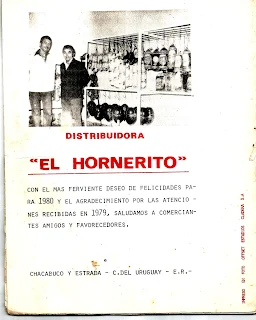 DISTRIBUIDORA
"EL HORNERITO"
CON EL MAS FERVIENTE DESEO DE FELICIDADES PA-
RA 1980 Y EL AGRADECIMIENTO POR LAS ATENCIO
NES RECIBIDAS EN 1979, SALUDAMOS A COMERCIAN-
TES AMIGOS Y FAVORECEDORES.
CHACABUCO Y ESTRADA - C.DEL URUGUAY - E.R.-